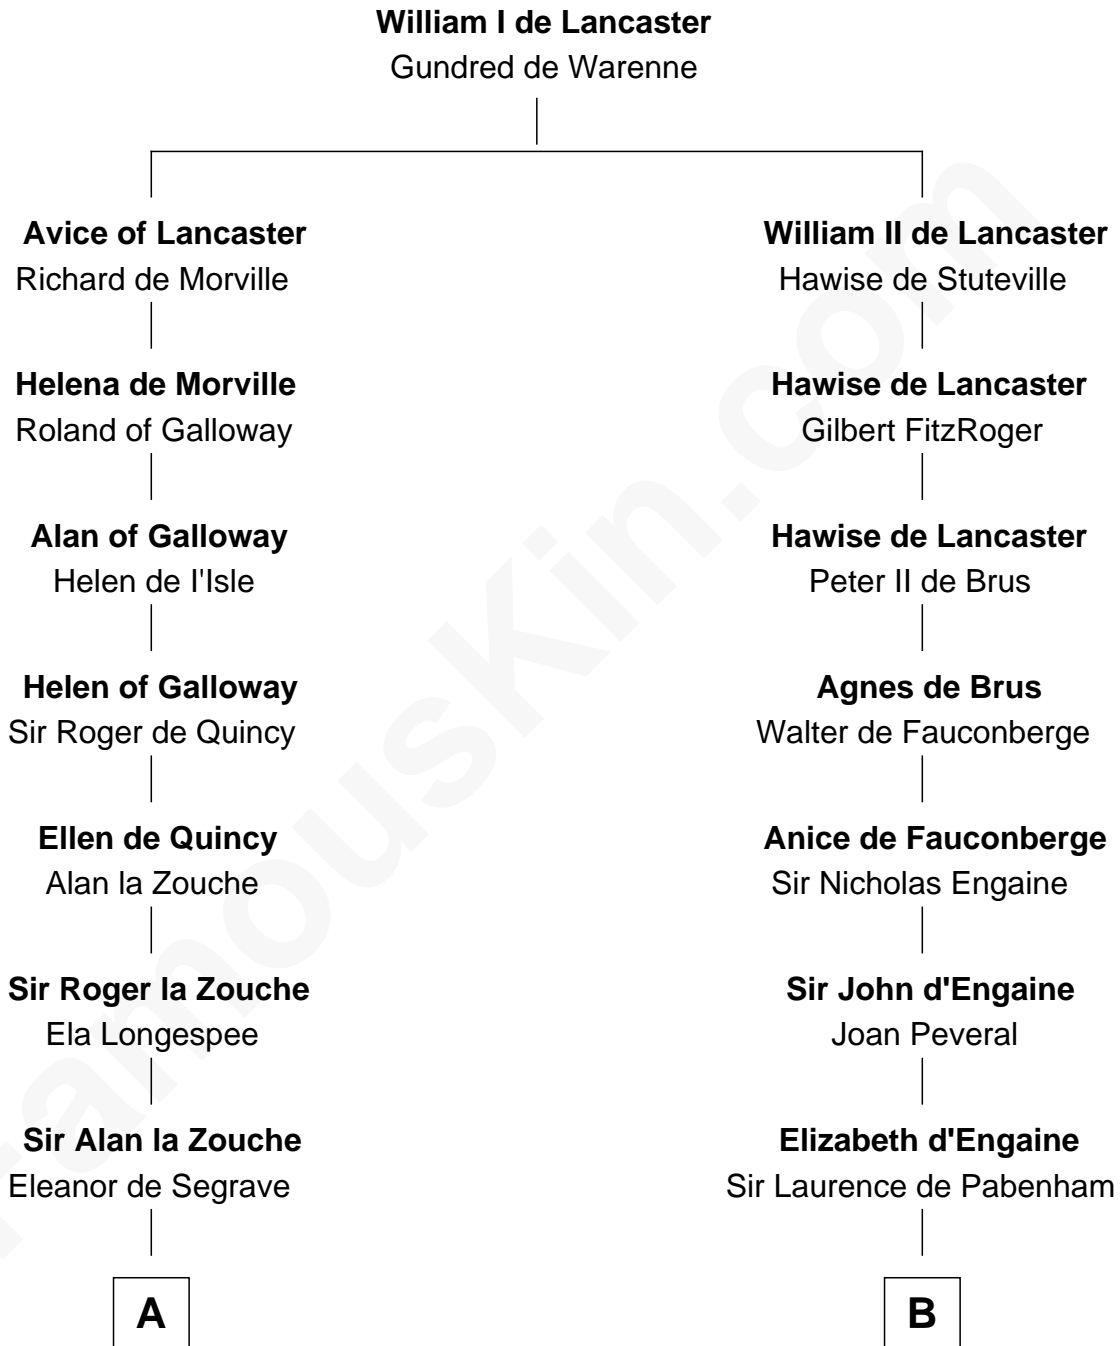 William I de Lancaster
Gundred de Warenne
Avice of Lancaster
Richard de Morville
William II de Lancaster
Hawise de Stuteville
Helena de Morville
Roland of Galloway
Hawise de Lancaster
Gilbert FitzRoger
Alan of Galloway
Helen de I'Isle
Hawise de Lancaster
Peter II de Brus
Helen of Galloway
Sir Roger de Quincy
Agnes de Brus
Walter de Fauconberge
Ellen de Quincy
Alan la Zouche
Anice de Fauconberge
Sir Nicholas Engaine
Sir Roger la Zouche
Ela Longespee
Sir John d'Engaine
Joan Peveral
Sir Alan la Zouche
Eleanor de Segrave
Elizabeth d'Engaine
Sir Laurence de Pabenham
A
B
FamousKin.com